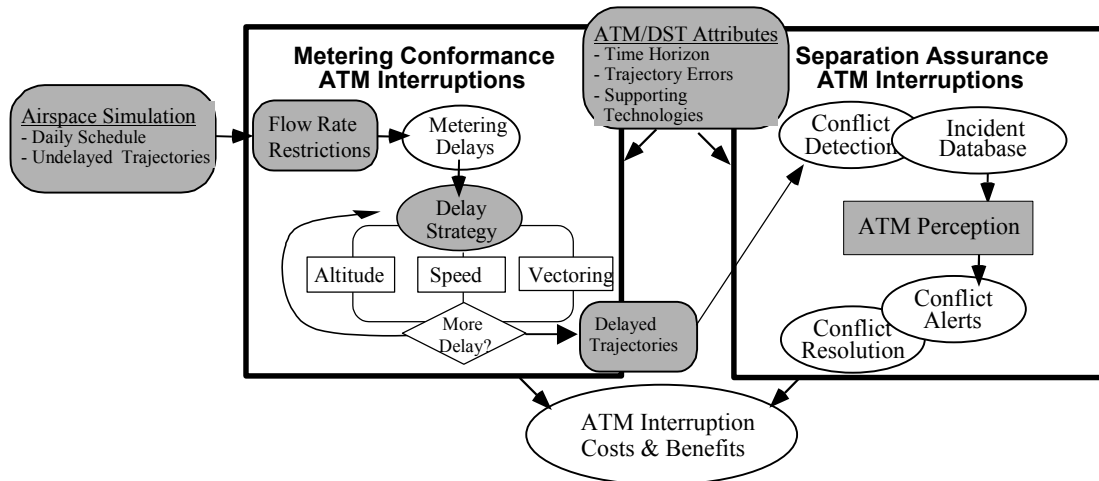 Airspace Simulation
- Daily Schedule
- Undelayed Trajectories
Metering Conformance
ATM Interruptions
Flow Rate
Restrictions
Metering
Delays
Delay
Strategy
Altitude
Speed
Vectoring
More
Delay?
Delayed
Trajectories
ATM/DST Attributes
- Time Horizon
- Trajectory Errors
- Supporting
Technologies
Separation Assurance
ATM Interruptions
Conflict
Detection
Incident
Database
ATM Perception
Conflict
Alerts
Conflict
Resolution
ATM Interruption
Costs & Benefits